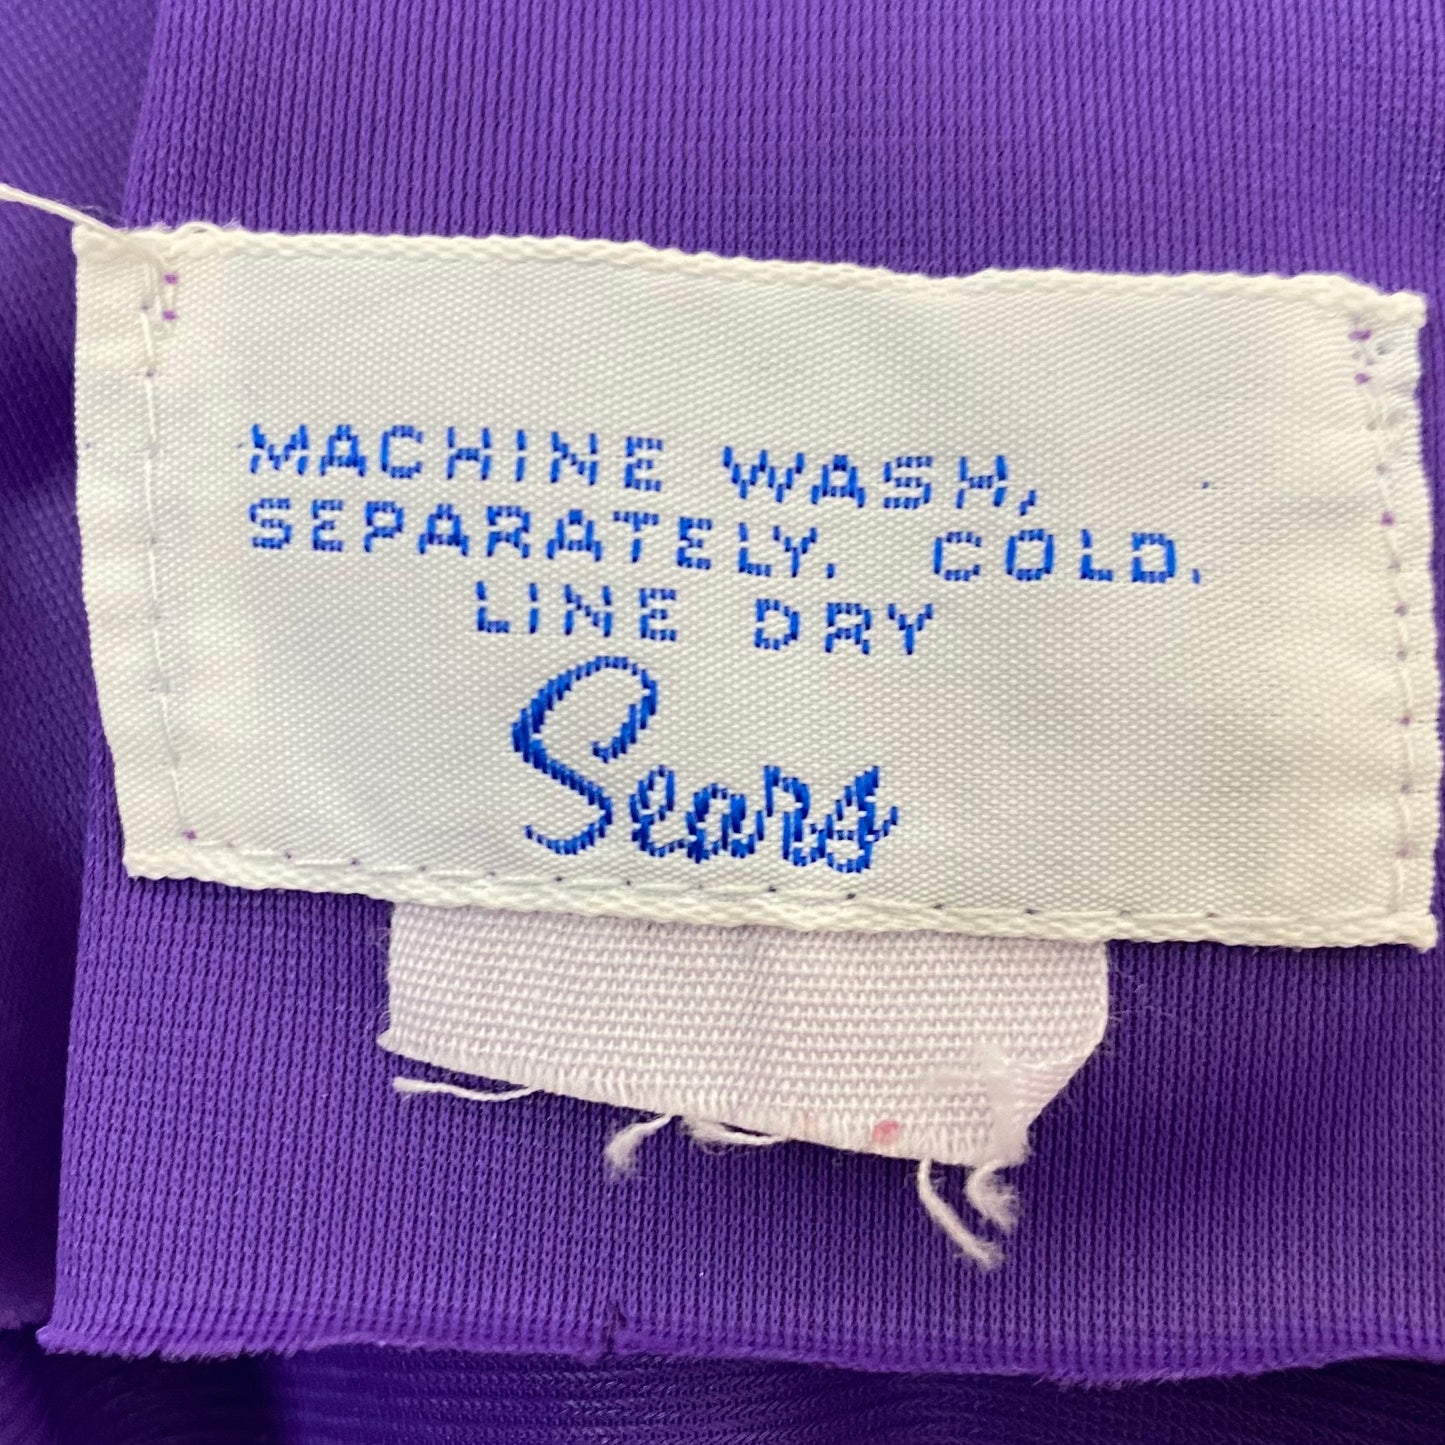 MACHINE WASH,
SEPARATELY. COLD.
LINE DRY
Sears